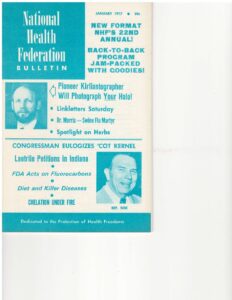 National
Health
Federation
BULLETIN
JANUARY 1977
50¢
NEW FORMAT
NHF'S 22ND
ANNUAL!
BACK-TO-BACK
PROGRAM
JAM-PACKED
WITH GOODIES!
Pioneer Kirliantographer
Will Photograph Your Halo!
• Linkletters Saturday
• Dr. Morris — Swine Flu Martyr
• Spotlight on Herbs
CONGRESSMAN EULOGIZES 'COT KERNEL
Laetrile Petitions in Indiana
• FDA Acts on Flurocarbons
• Diet and Killer Diseases
CHELATION UNDER FIRE
REP.
Dedicated to the Protection of Health Freedoms